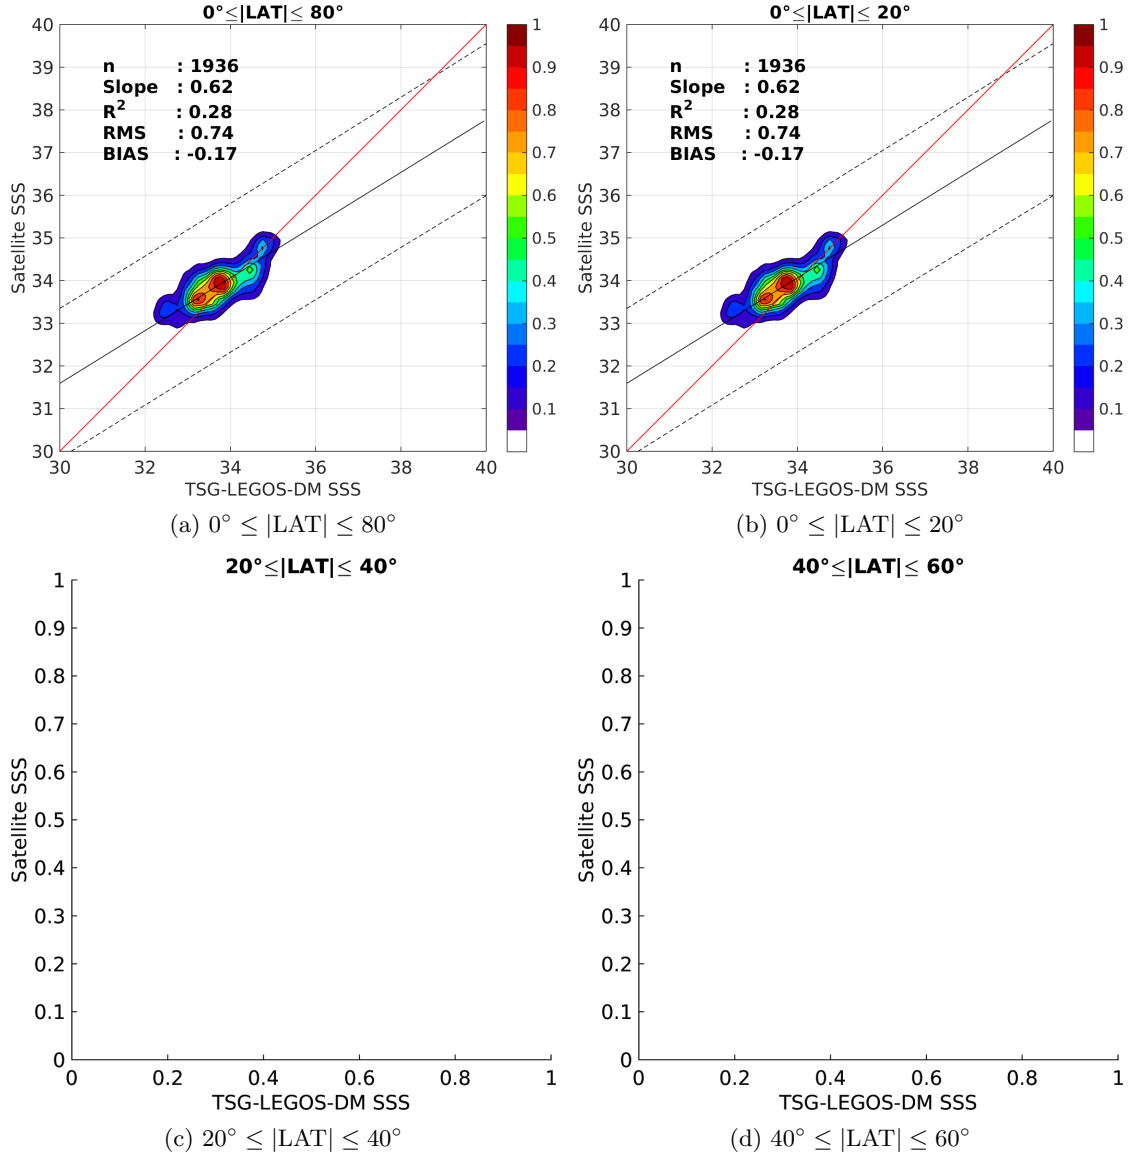 0°≤|LAT|≤ 80°
40
39
38
37
36
35
34
33
32
31
30
Satellite SSS
n : 1936
Slope : 0.62
R² : 0.28
RMS : 0.74
BIAS : -0.17
30 32 34 36 38 40
TSG-LEGOS-DM SSS
1
0.9
0.8
0.7
0.6
0.5
0.4
0.3
0.2
0.1
(a) 0° ≤ |LAT| ≤ 80°
0°≤|LAT|≤ 20°
40
39
38
37
36
35
34
33
32
31
30
Satellite SSS
n : 1936
Slope : 0.62
R² : 0.28
RMS : 0.74
BIAS : -0.17
30 32 34 36 38 40
TSG-LEGOS-DM SSS
1
0.9
0.8
0.7
0.6
0.5
0.4
0.3
0.2
0.1
(b) 0° ≤ |LAT| ≤ 20°
20°≤|LAT|≤ 40°
1
0.9
0.8
0.7
0.6
0.5
0.4
0.3
0.2
0.1
0
Satellite SSS
0 0.2 0.4 0.6 0.8 1
TSG-LEGOS-DM SSS
(c) 20° ≤ |LAT| ≤ 40°
40°≤|LAT|≤ 60°
1
0.9
0.8
0.7
0.6
0.5
0.4
0.3
0.2
0.1
0
Satellite SSS
0 0.2 0.4 0.6 0.8 1
TSG-LEGOS-DM SSS
(d) 40° ≤ |LAT| ≤ 60°